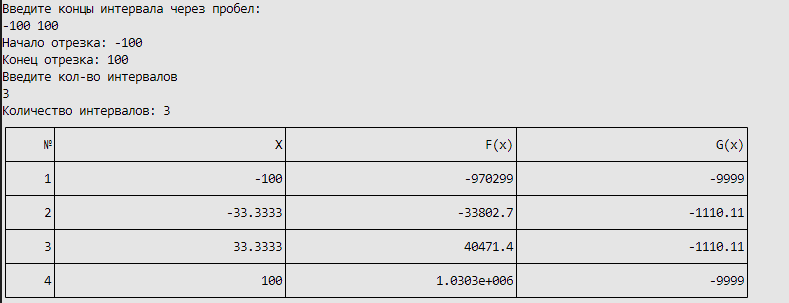 Введите концы интервала через пробел:
-100 100
Начало отрезка: -100
Конец отрезка: 100
Введите кол-во интервалов
3
Количество интервалов: 3
№ X F(x) G(x)
1 -100 -970299 -9999
2 -33.3333 -33802.7 -1110.11
3 33.3333 40471.4 -1110.11
4 100 1.0303e+006 -9999